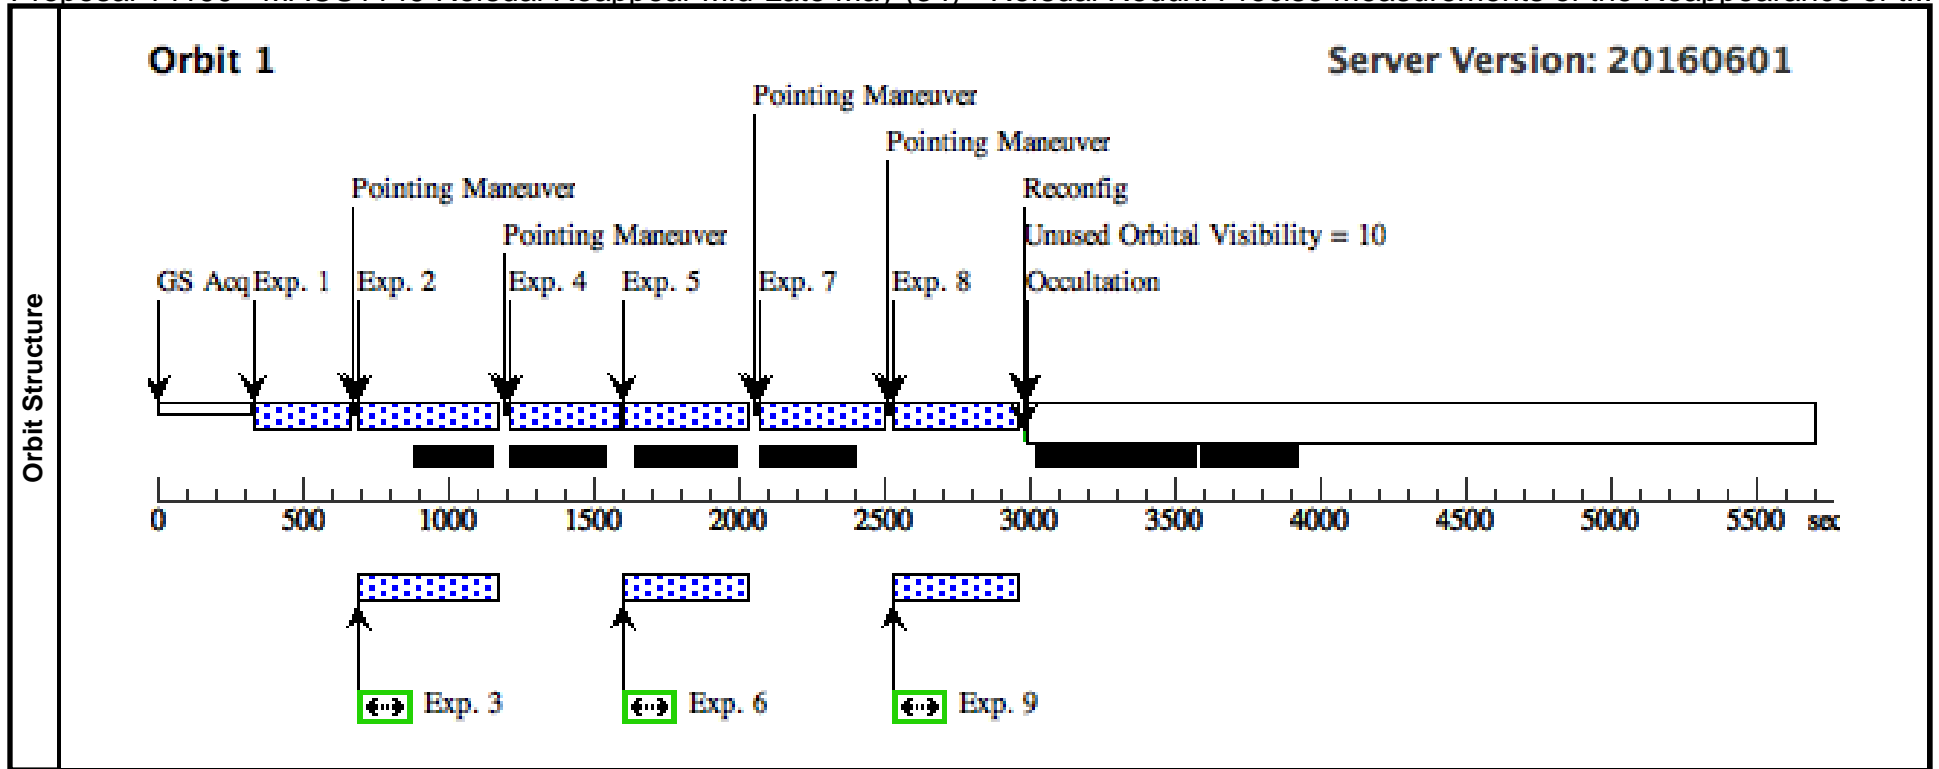 Orbit 1
Server Version: 20160601
Pointing Maneuver
Pointing Maneuver
Pointing Maneuver
Reconfig
Pointing Maneuver
Unused Orbital Visibility = 10
GS Acq Exp. 1 Exp. 2 Exp. 4 Exp. 5 Exp. 7 Exp. 8 Occultation
Orbit Structure
0 500 1000 1500 2000 2500 3000 3500 4000 4500 5000 5500 sec
Exp. 3 Exp. 6 Exp. 9